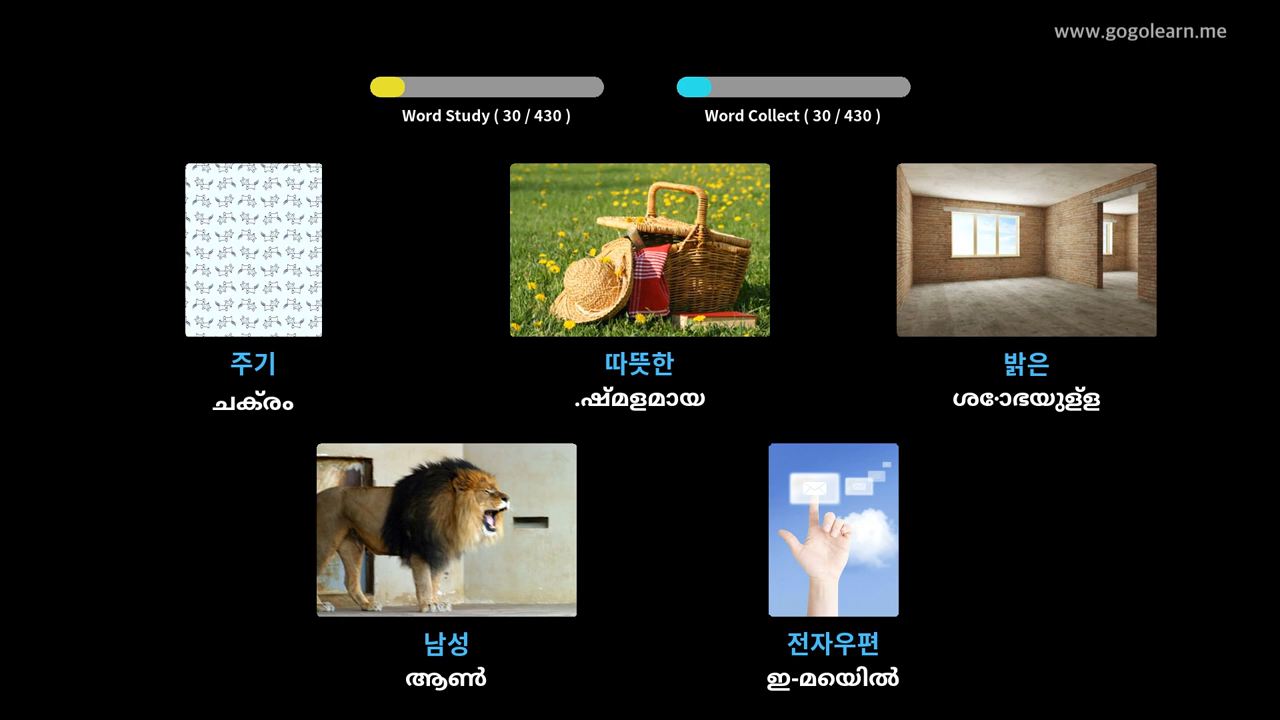 www.gogolearn.me
Word Study ( 30 / 430 )
Word Collect ( 30 / 430 )
주기
ചക്രം
따뜻한
.ഷ്മളമായ
밝은
ശോഭയുള്ള
남성
ആൺ
전자우편
ഇ-മെയിൽ